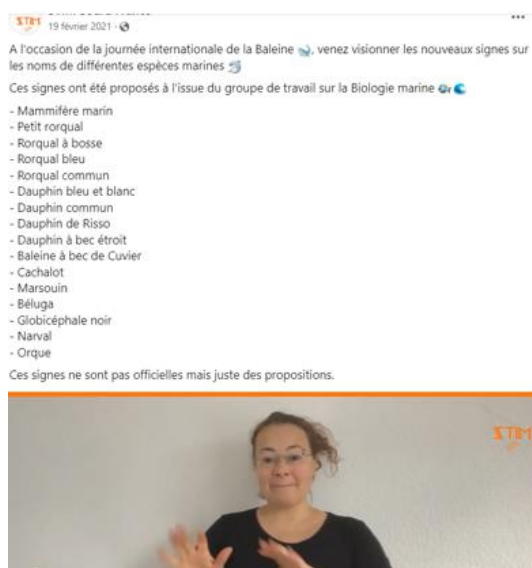 STIM
19 février 2021
A l'occasion de la journée internationale de la Baleine 🐋, venez visionner les nouveaux signes sur
les noms de différentes espèces marines
Ces signes ont été proposés à l'issue du groupe de travail sur la Biologie marine
- Mammifère marin
- Petit rorqual
- Rorqual à bosse
- Rorqual bleu
- Rorqual commun
- Dauphin bleu et blanc
- Dauphin commun
- Dauphin de Risso
- Dauphin à bec étroit
- Baleine à bec de Cuvier
- Cachalot
- Marsouin
- Béluga
- Globicéphale noir
- Narval
- Orque
Ces signes ne sont pas officielles mais juste des propositions.
STIM